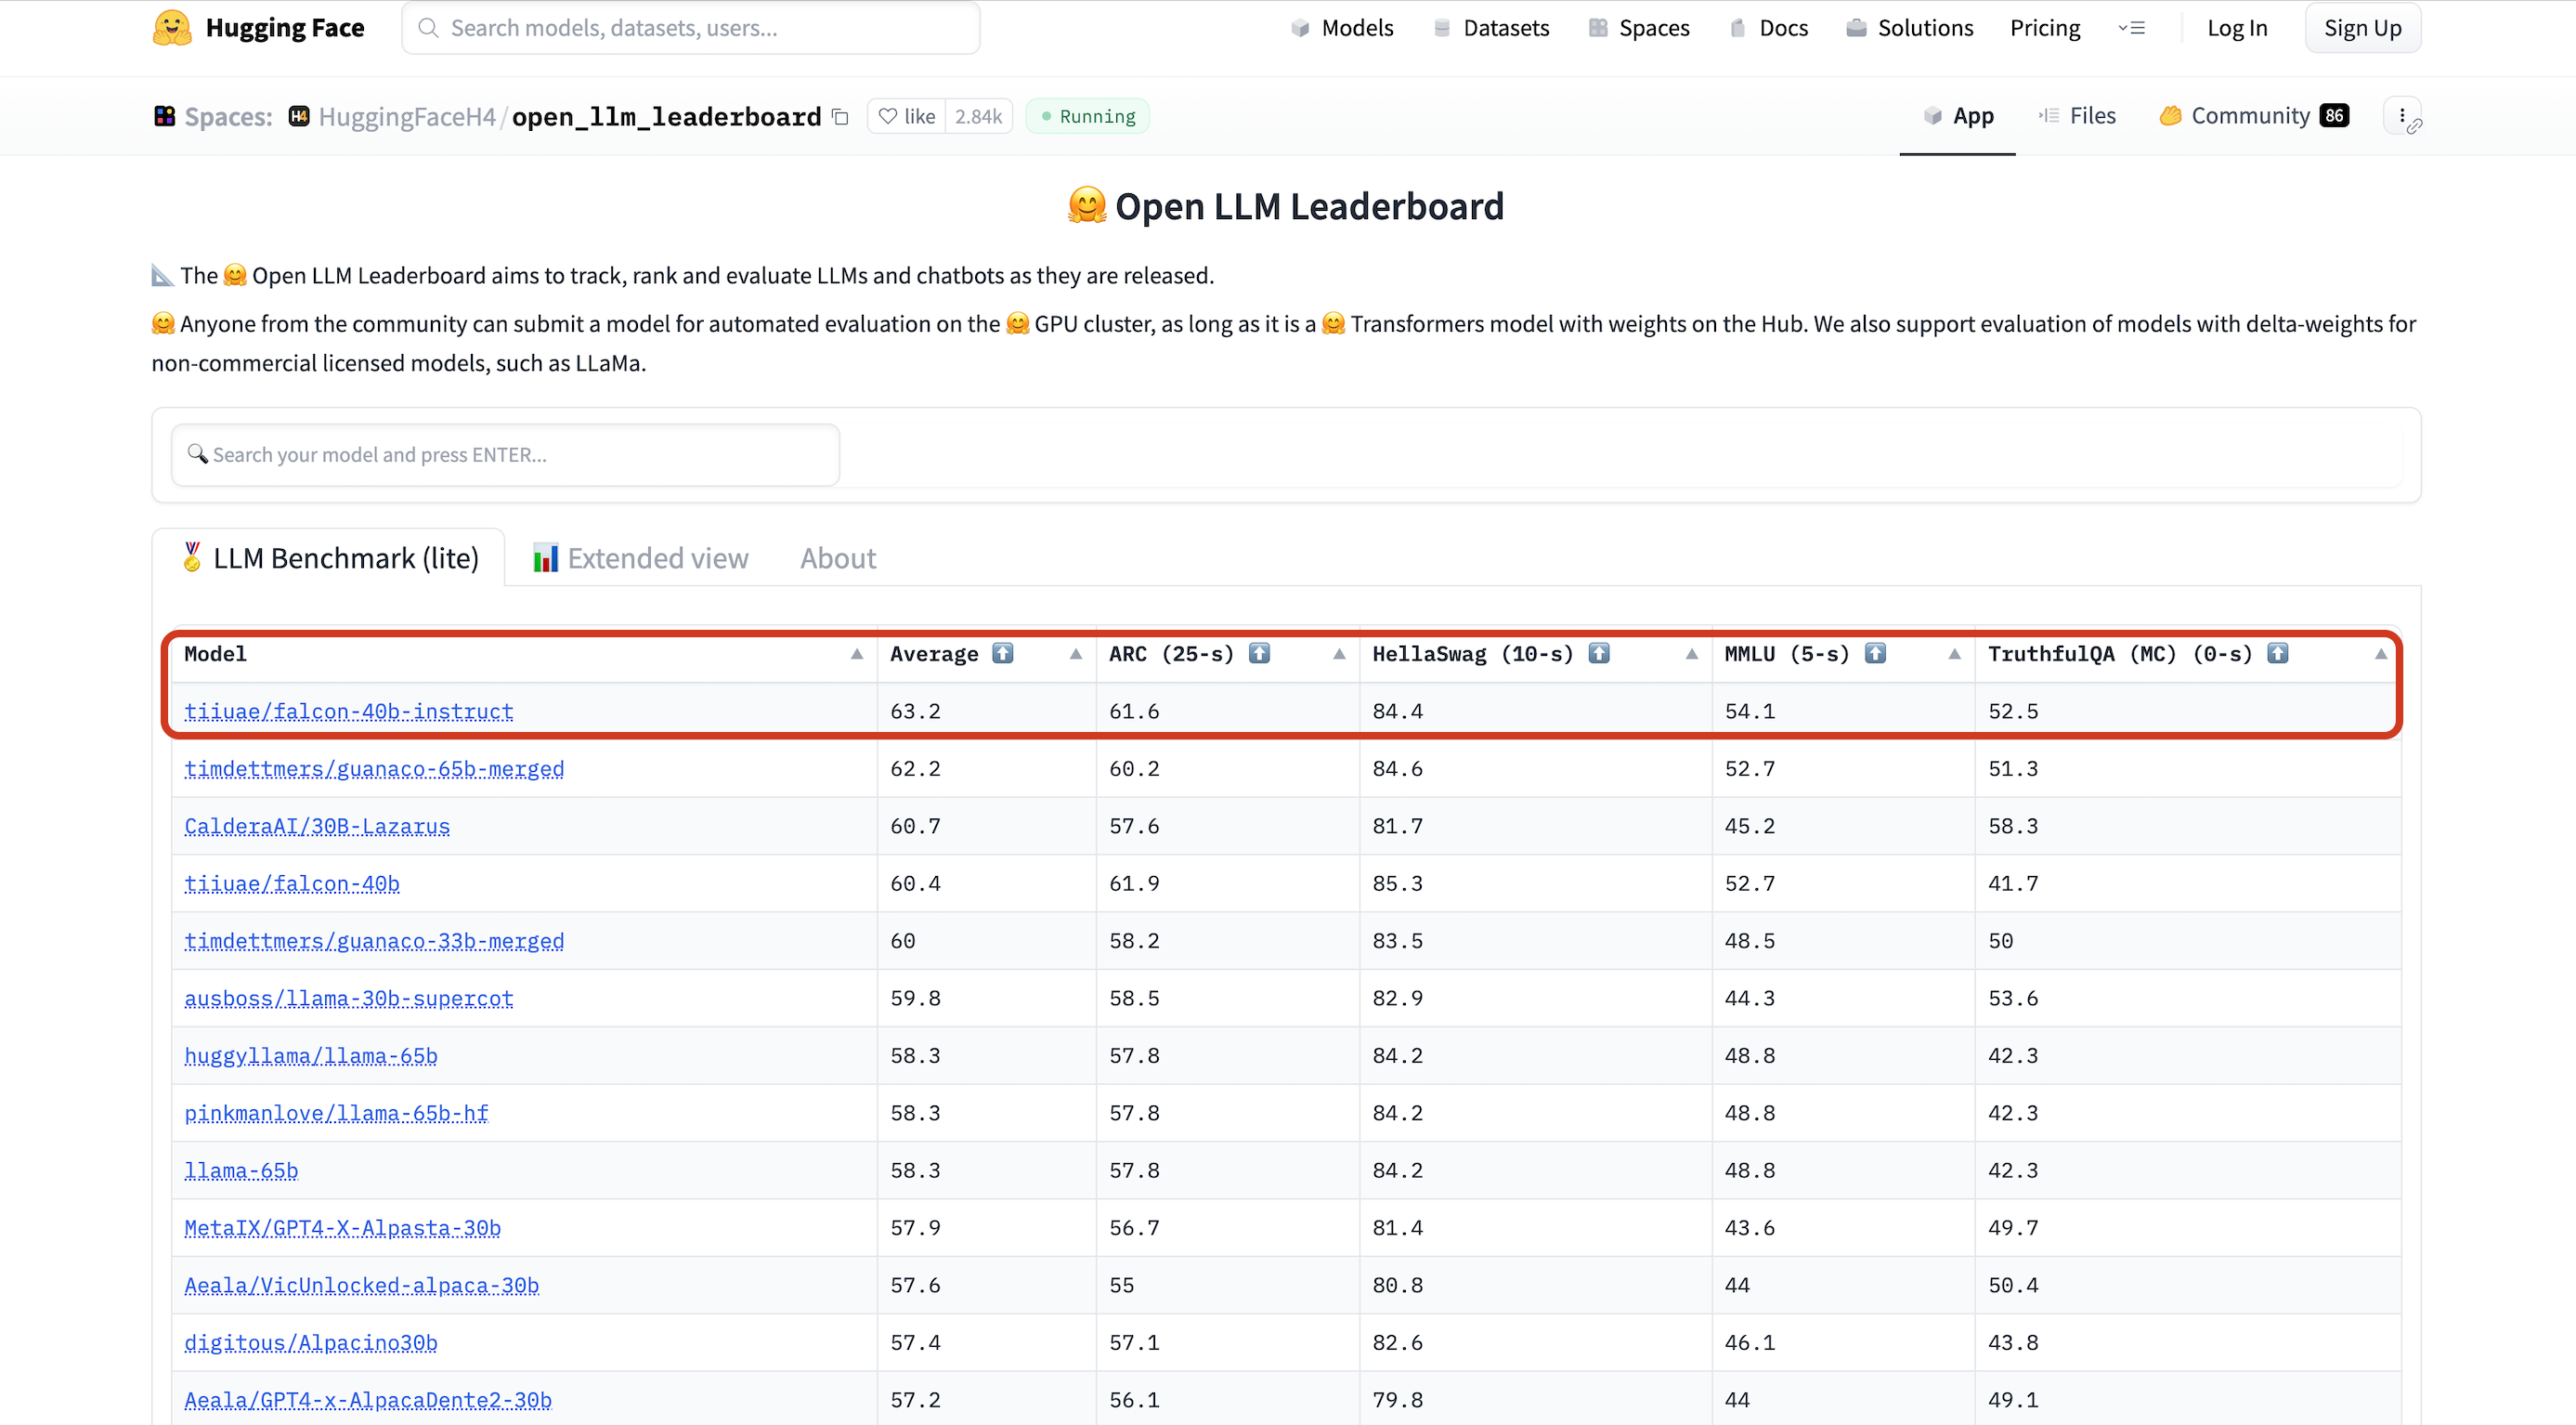 Hugging Face
Search models, datasets, users...
Models
Datasets
Spaces
Docs
Solutions
Pricing
Log In
Sign Up
Spaces: H4 HuggingFaceH4/open_llm_leaderboard
like 2.84k
Running
App
Files
Community 86
Open LLM Leaderboard
The Open LLM Leaderboard aims to track, rank and evaluate LLMs and chatbots as they are released.
Anyone from the community can submit a model for automated evaluation on the GPU cluster, as long as it is a Transformers model with weights on the Hub. We also support evaluation of models with delta-weights for
non-commercial licensed models, such as LLaMa.
Search your model and press ENTER...
LLM Benchmark (lite) Extended view About
Model Average ARC (25-s) HellaSwag (10-s) MMLU (5-s) TruthfulQA (MC) (0-s)
tiiuae/falcon-40b-instruct 63.2 61.6 84.4 54.1 52.5
timdettmers/guanaco-65b-merged 62.2 60.2 84.6 52.7 51.3
CalderaAI/30B-Lazarus 60.7 57.6 81.7 45.2 58.3
tiiuae/falcon-40b 60.4 61.9 85.3 52.7 41.7
timdettmers/guanaco-33b-merged 60 58.2 83.5 48.5 50
ausboss/llama-30b-supercot 59.8 58.5 82.9 44.3 53.6
huggyllama/llama-65b 58.3 57.8 84.2 48.8 42.3
pinkmanlove/llama-65b-hf 58.3 57.8 84.2 48.8 42.3
llama-65b 58.3 57.8 84.2 48.8 42.3
MetaIX/GPT4-X-Alpasta-30b 57.9 56.7 81.4 43.6 49.7
Aeala/VicUnlocked-alpaca-30b 57.6 55 80.8 44 50.4
digitous/Alpacino30b 57.4 57.1 82.6 46.1 43.8
Aeala/GPT4-x-AlpacaDente2-30b 57.2 56.1 79.8 44 49.1